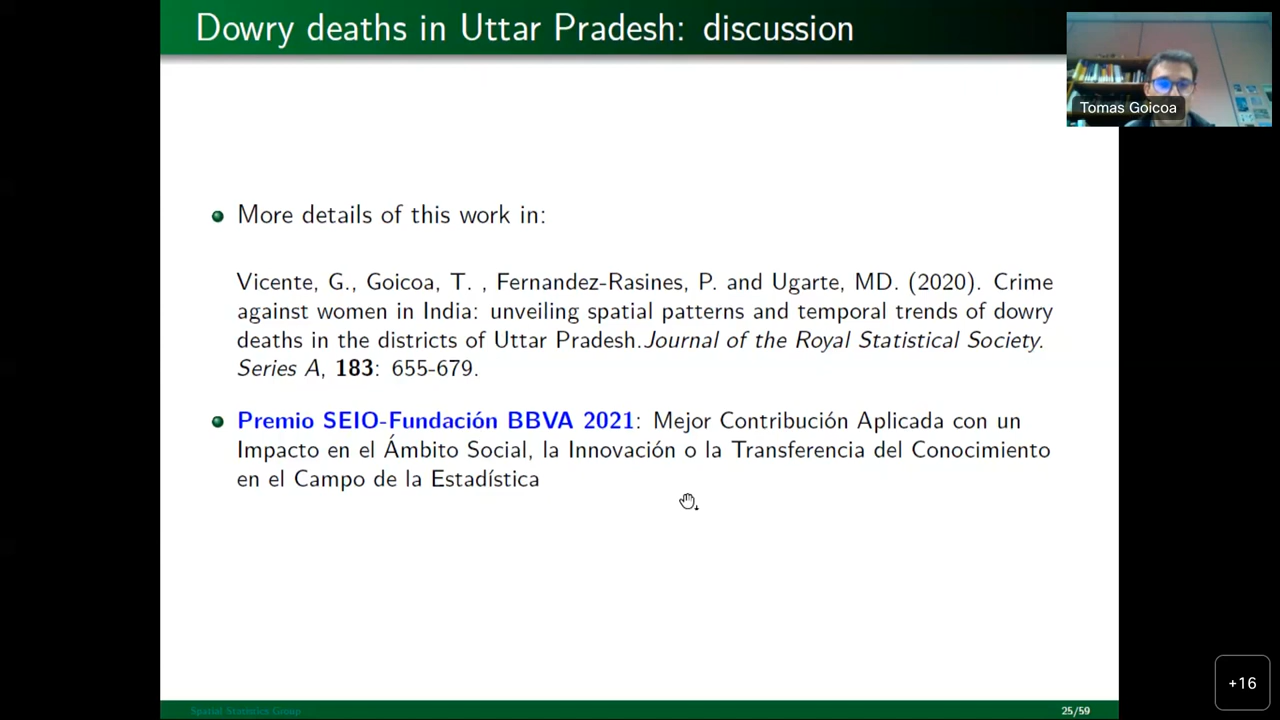 Dowry deaths in Uttar Pradesh: discussion
Tomas Goicoa
More details of this work in:
Vicente, G., Goicoa, T. , Fernandez-Rasines, P. and Ugarte, MD. (2020). Crime
against women in India: unveiling spatial patterns and temporal trends of dowry
deaths in the districts of Uttar Pradesh.Journal of the Royal Statistical Society.
Series A, 183: 655-679.
Premio SEIO-Fundación BBVA 2021: Mejor Contribución Aplicada con un
Impacto en el Ámbito Social, la Innovación o la Transferencia del Conocimiento
en el Campo de la Estadística
+16
Spatial Statistics Group
25/59